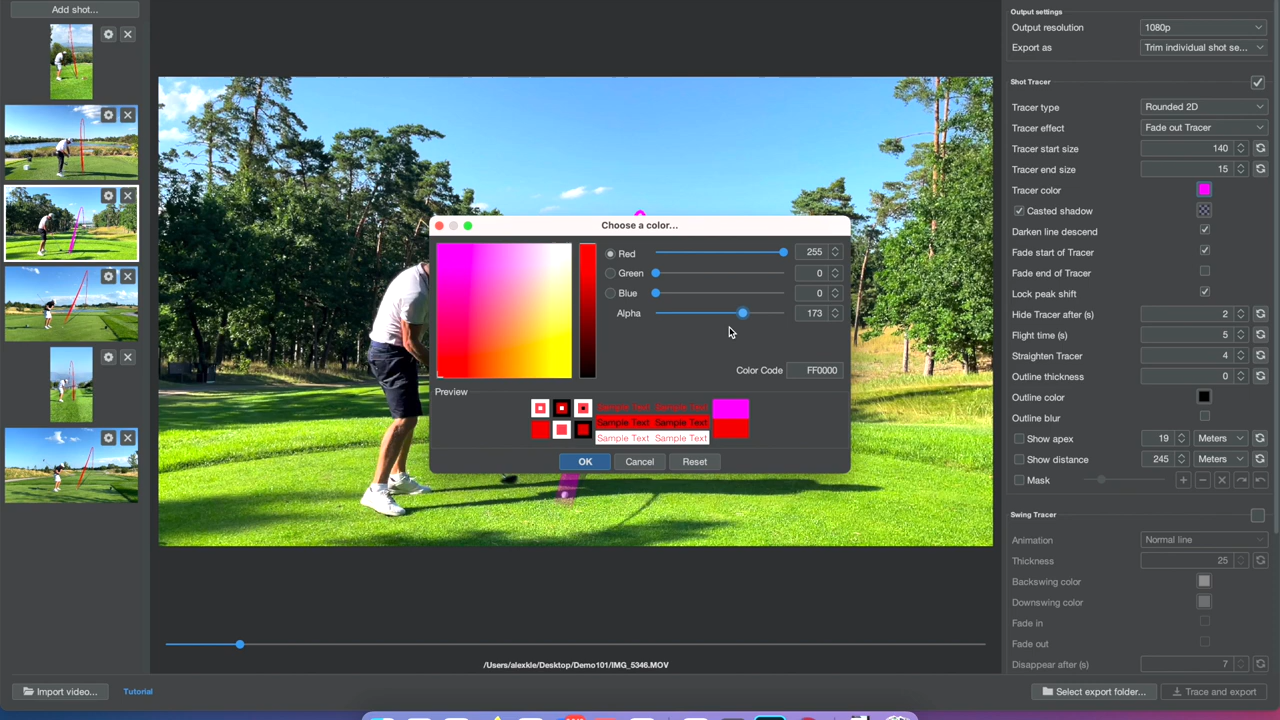 Add shot...
Output settings
Output resolution 1080p
Export as Trim individual shot se...
Shot Tracer
Tracer type Rounded 2D
Tracer effect Fade out Tracer
Tracer start size 140
Tracer end size 15
Tracer color
Casted shadow
Darken line descend
Fade start of Tracer
Fade end of Tracer
Lock peak shift
Hide Tracer after (s) 2
Flight time (s) 5
Straighten Tracer 4
Outline thickness 0
Outline color
Outline blur
Show apex 19 Meters
Show distance 245 Meters
Mask
Swing Tracer
Animation Normal line
Thickness 25
Backswing color
Downswing color
Fade in
Fade out
Disappear after (s) 7
Choose a color...
Red 255
Green 0
Blue 0
Alpha 173
Color Code FF0000
Preview
Sample Text Sample Text
Sample Text Sample Text
Sample Text Sample Text
OK Cancel Reset
/Users/alexkle/Desktop/Demo101/IMG_5346.MOV
Import video... Tutorial
Select export folder... Trace and export